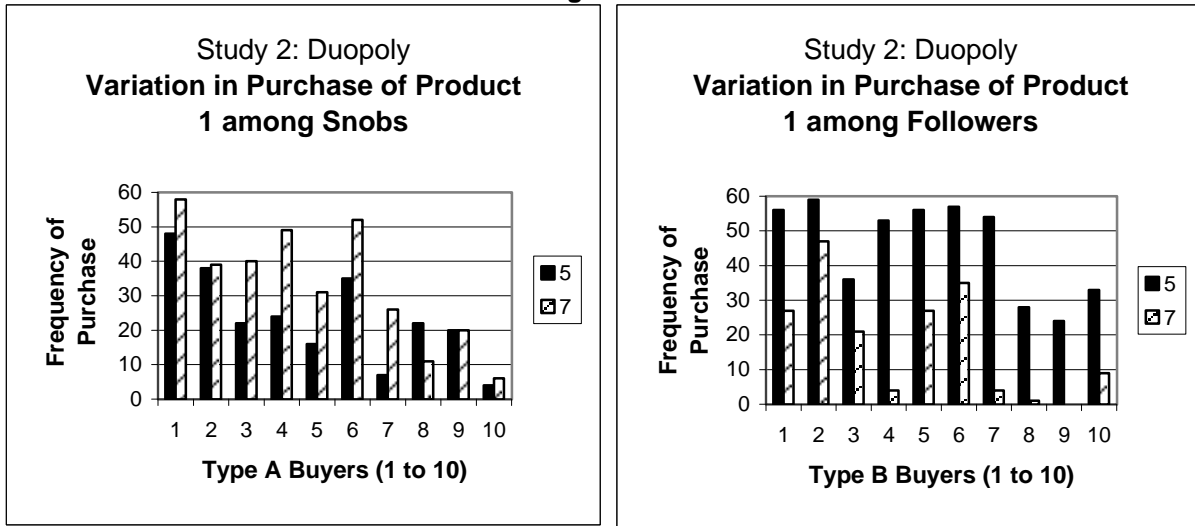 Study 2: Duopoly
Variation in Purchase of Product
1 among Snobs
Frequency of
Purchase
60
50
40
30
20
10
0
1 2 3 4 5 6 7 8 9 10
Type A Buyers (1 to 10)
5
7
Study 2: Duopoly
Variation in Purchase of Product
1 among Followers
Frequency of
Purchase
60
50
40
30
20
10
0
1 2 3 4 5 6 7 8 9 10
Type B Buyers (1 to 10)
5
7